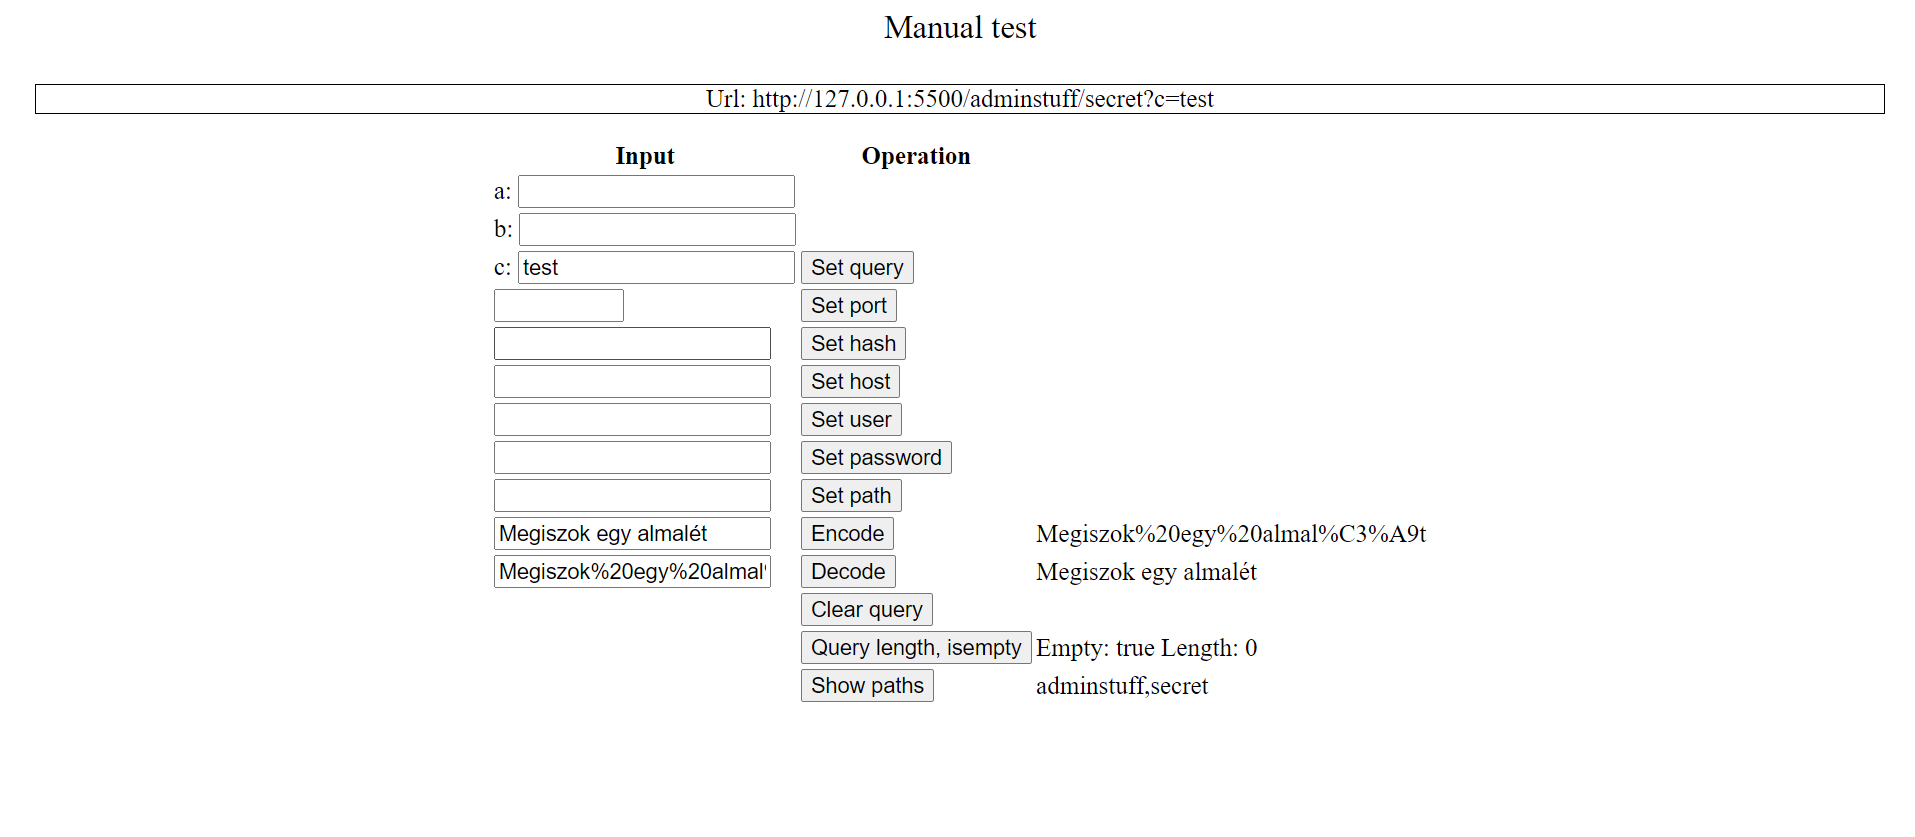 Manual test
Url: http://127.0.0.1:5500/adminstuff/secret?c=test
Input Operation
a:
b:
c: test Set query
Set port
Set hash
Set host
Set user
Set password
Set path
Megiszok egy almalét Encode Megiszok%20egy%20almal%C3%A9t
Megiszok%20egy%20almal Decode Megiszok egy almalét
Clear query
Query length, isempty Empty: true Length: 0
Show paths adminstuff,secret